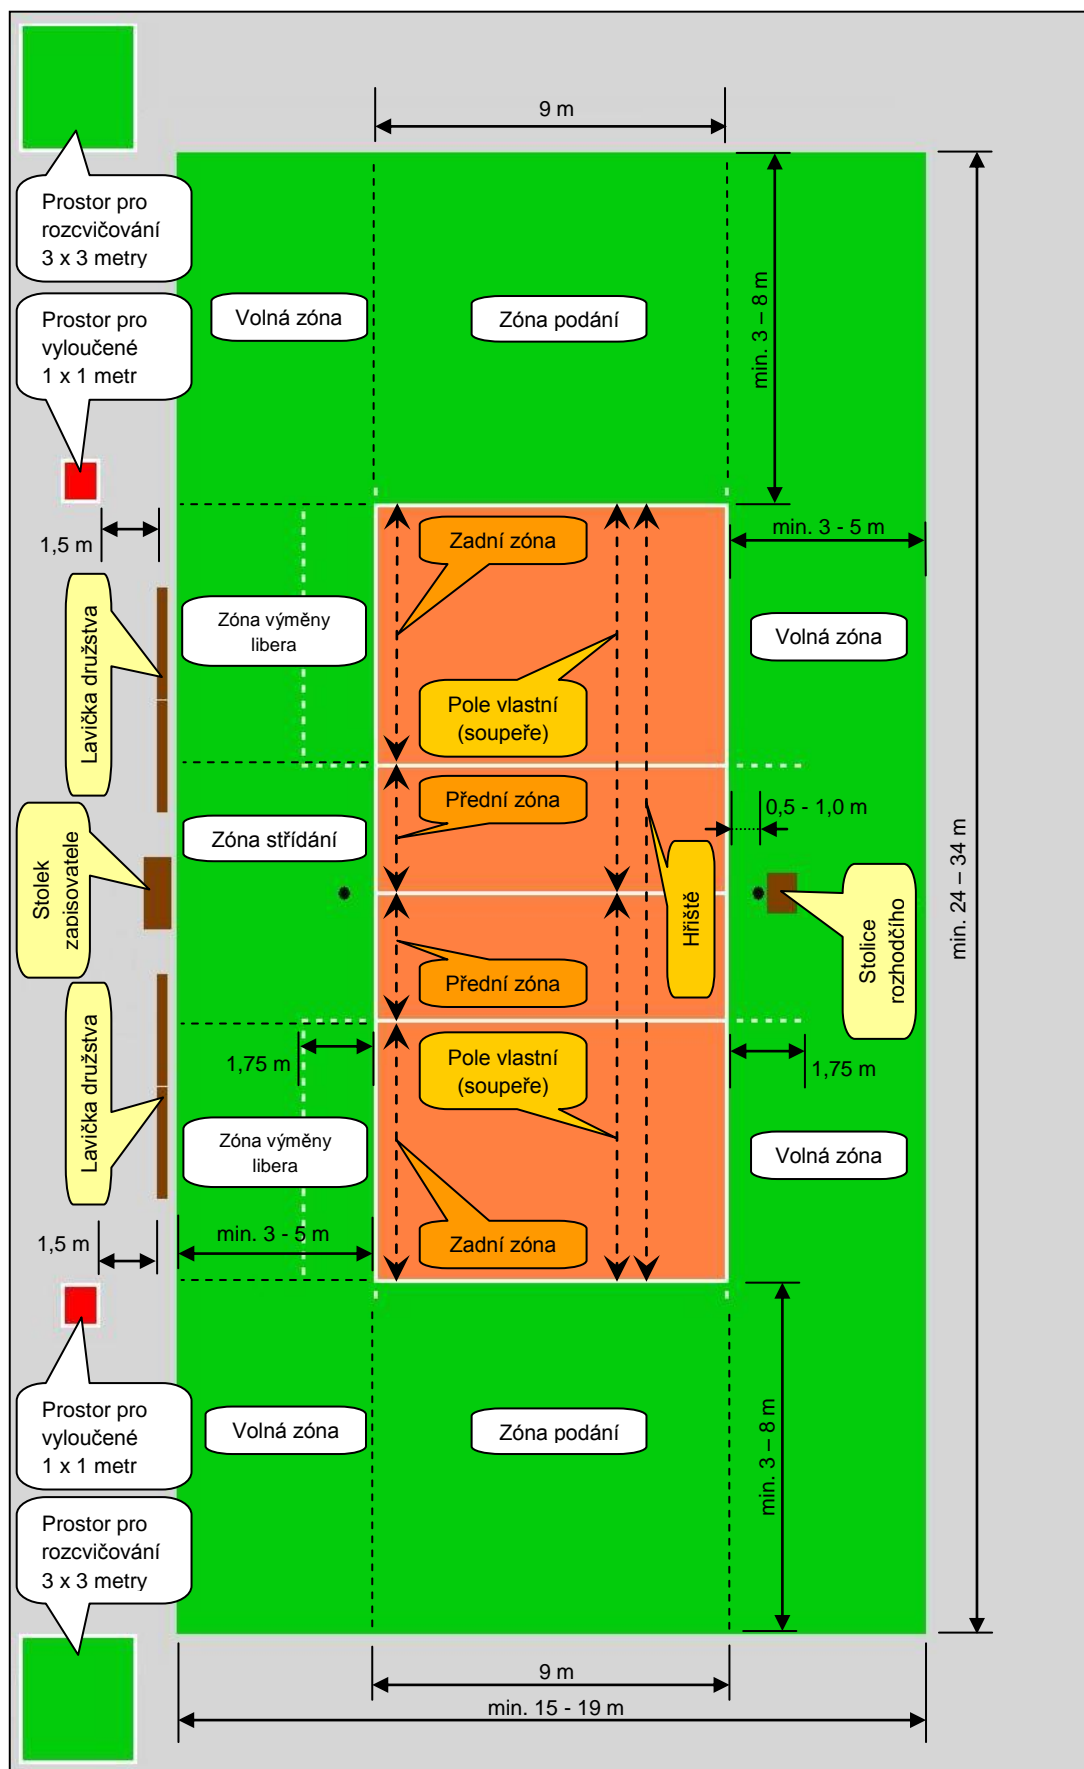 9 m
Prostor pro
rozcvičování
3 x 3 metry
Prostor pro
vyloučené
1 x 1 metr
Volná zóna
Zóna podání
min. 3 – 8 m
1,5 m
Zadní zóna
min. 3 - 5 m
Lavička družstva
Zóna výměny
libera
Volná zóna
Pole vlastní
(soupeře)
Přední zóna
0,5 - 1,0 m
Stolek
zabisovatele
Zóna střídání
Hřiště
Stolice
rozhodčího
min. 24 – 34 m
Přední zóna
Lavička družstva
1,75 m
Pole vlastní
(soupeře)
1,75 m
Zóna výměny
libera
Volná zóna
1,5 m
min. 3 - 5 m
Zadní zóna
Prostor pro
vyloučené
1 x 1 metr
Volná zóna
Zóna podání
min. 3 – 8 m
Prostor pro
rozcvičování
3 x 3 metry
9 m
min. 15 - 19 m